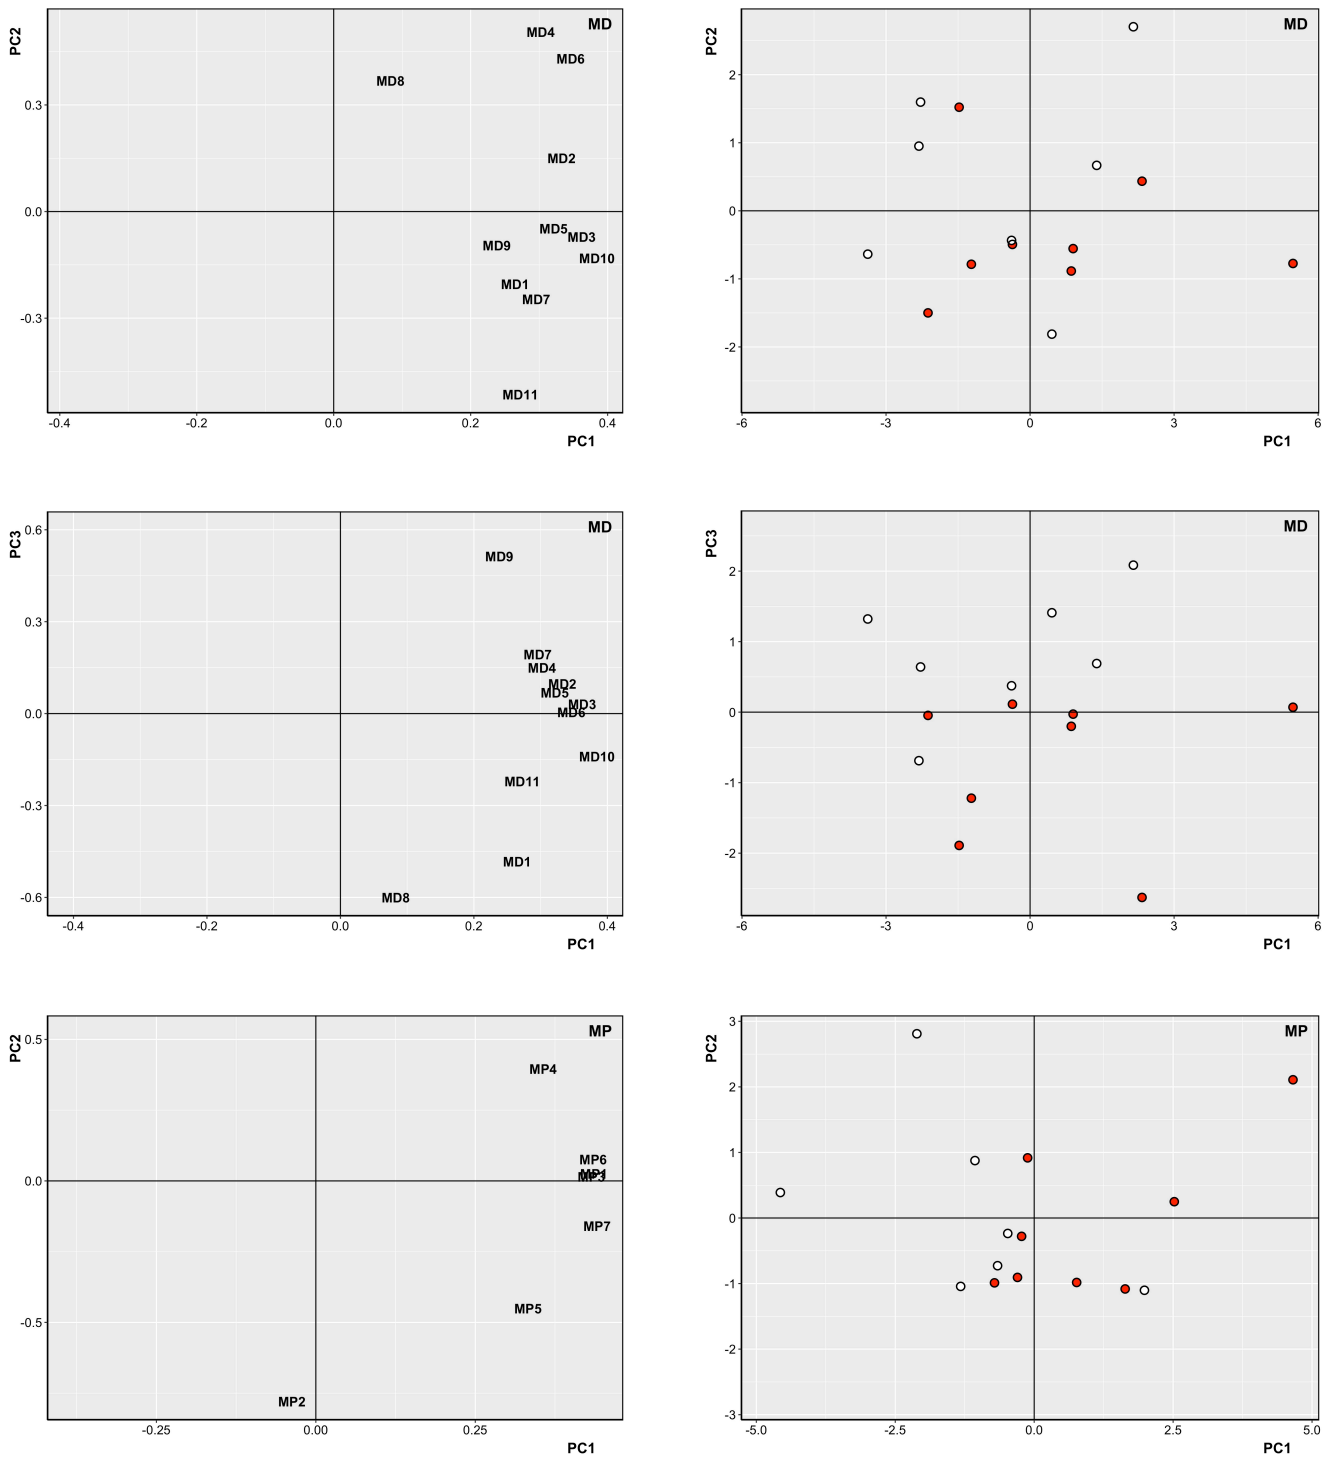 MD
PC2
MD4
MD6
MD8
0.3
MD2
0.0
MD5
MD3
MD9
MD10
MD1
MD7
-0.3
MD11
-0.4 -0.2 0.0 0.2 0.4
PC1
MD
PC2
2
1
0
-1
-2
-6 -3 0 3 6
PC1
MD
PC3
0.6
MD9
0.3
MD7
MD4
MD2
MD5
MD3
MD6
0.0
MD10
MD11
-0.3
MD1
MD8
-0.6
-0.4 -0.2 0.0 0.2 0.4
PC1
MD
PC3
2
1
0
-1
-2
-6 -3 0 3 6
PC1
MP
PC2
0.5
MP4
MP6
MP1
MP3
0.0
MP7
MP5
-0.5
MP2
-0.25 0.00 0.25
PC1
MP
PC2
3
2
1
0
-1
-2
-3
-5.0 -2.5 0.0 2.5 5.0
PC1